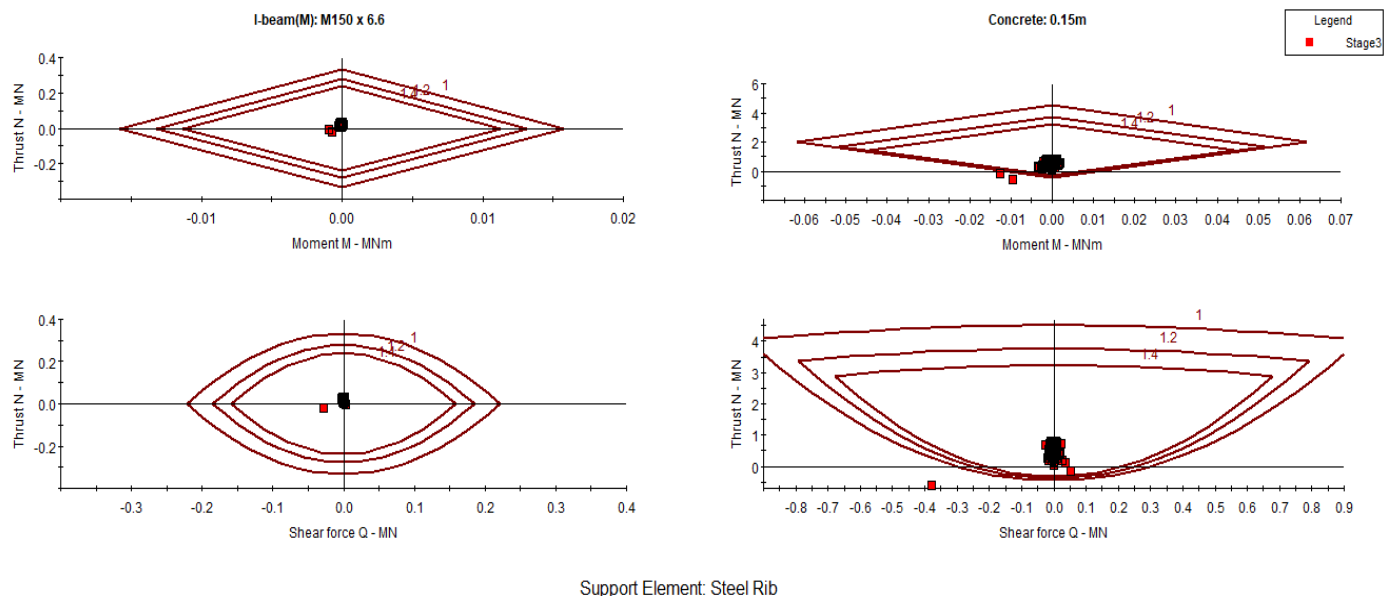 I-beam(M): M150 x 6.6
Concrete: 0.15m
Legend
Stage3
Thrust N - MN
0.4
0.2
0.0
-0.2
1
1.2
1.4
-0.01 0.00 0.01 0.02
Moment M - MNm
Thrust N - MN
6
4
2
0
1
1.2
1.4
-0.06 -0.05 -0.04 -0.03 -0.02 -0.01 0.00 0.01 0.02 0.03 0.04 0.05 0.06 0.07
Moment M - MNm
Thrust N - MN
0.4
0.2
0.0
-0.2
1
1.2
1.4
-0.3 -0.2 -0.1 0.0 0.1 0.2 0.3 0.4
Shear force Q - MN
Thrust N - MN
4
3
2
1
0
1
1.2
1.4
-0.8 -0.7 -0.6 -0.5 -0.4 -0.3 -0.2 -0.1 0.0 0.1 0.2 0.3 0.4 0.5 0.6 0.7 0.8 0.9
Shear force Q - MN
Support Element: Steel Rib